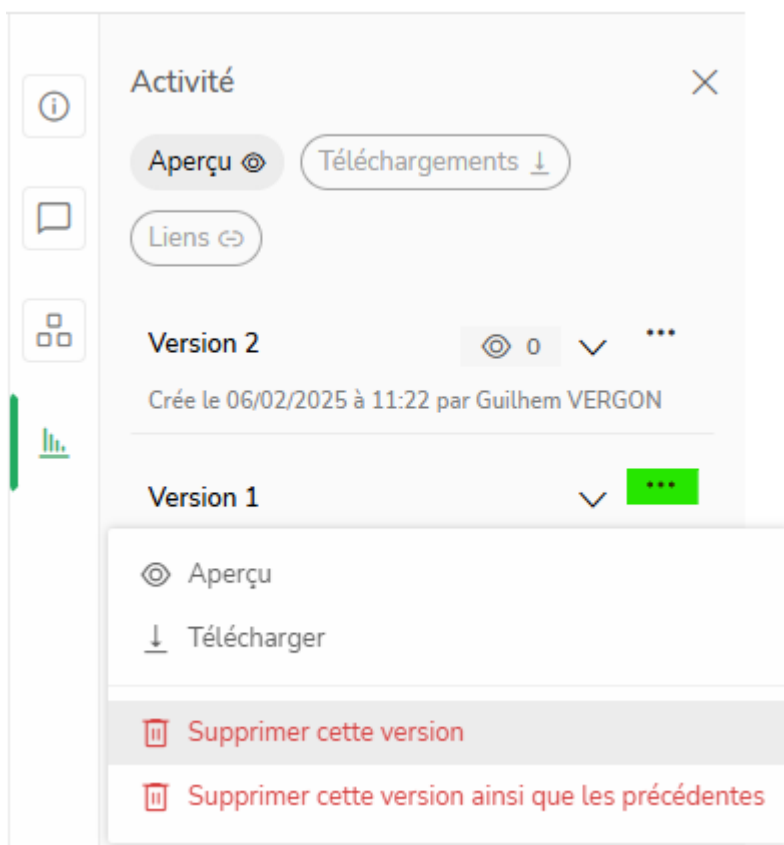 Activité
Aperçu
Téléchargements
Liens
Version 2
0
Crée le 06/02/2025 à 11:22 par Guilhem VERGON
Version 1
Aperçu
Télécharger
Supprimer cette version
Supprimer cette version ainsi que les précédentes